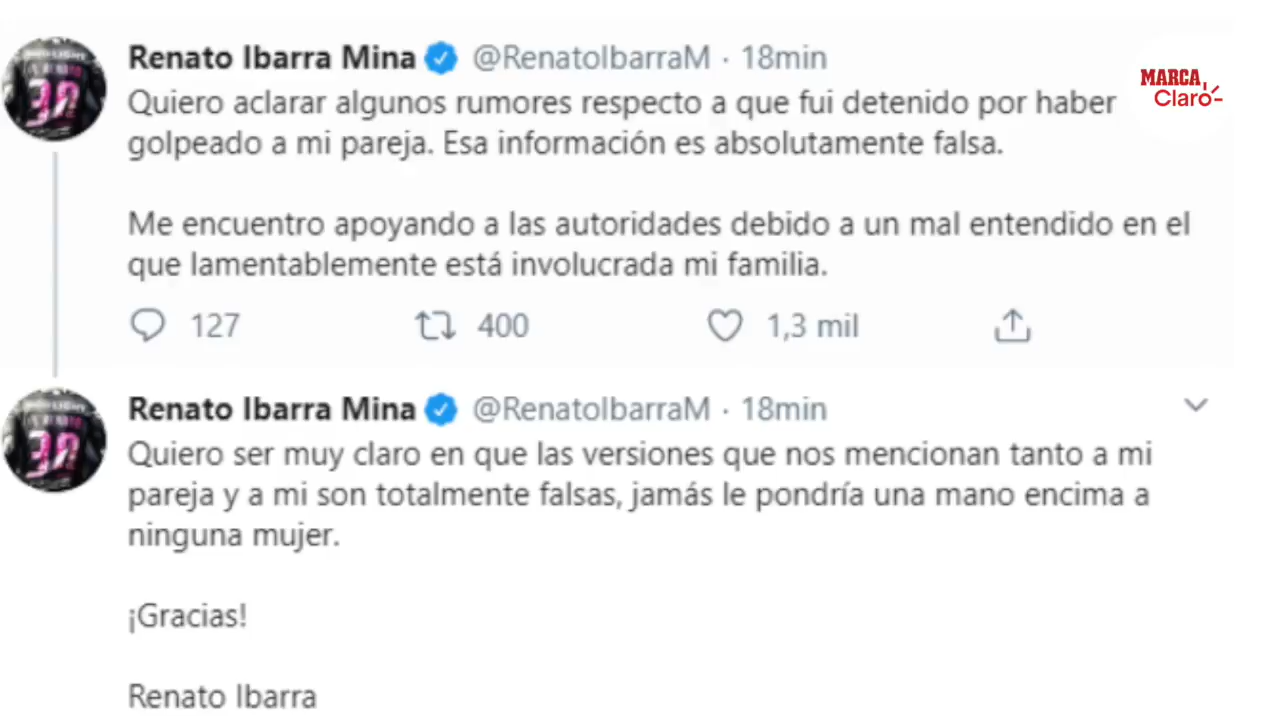 Renato Ibarra Mina @RenatoIbarraM · 18min
MARCA
Claro
Quiero aclarar algunos rumores respecto a que fui detenido por haber
golpeado a mi pareja. Esa información es absolutamente falsa.
Me encuentro apoyando a las autoridades debido a un mal entendido en el
que lamentablemente está involucrada mi familia.
127 400 1,3 mil
Renato Ibarra Mina @RenatoIbarraM · 18min
Quiero ser muy claro en que las versiones que nos mencionan tanto a mi
pareja y a mi son totalmente falsas, jamás le pondría una mano encima a
ninguna mujer.
¡Gracias!
Renato Ibarra